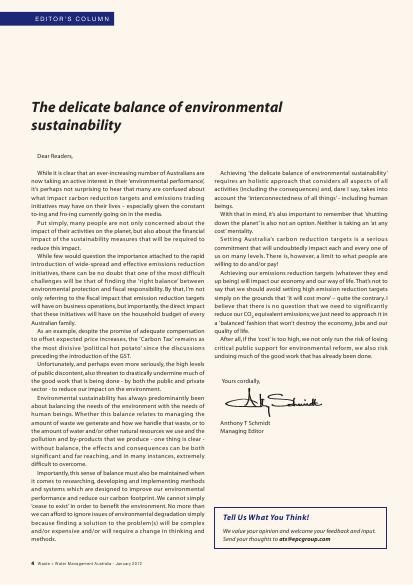 EDITOR'S COLUMN
The delicate balance of environmental
sustainability
Dear Readers,
While it is clear that an ever-increasing number of Australians are
now taking an active interest in their 'environmental performance',
it's perhaps not surprising to hear that many are confused about
what impact carbon reduction targets and emissions trading
initiatives may have on their lives – especially given the constant
to-ing and fro-ing currently going on in the media.
Put simply, many people are not only concerned about the
impact of their activities on the planet, but also about the financial
impact of the sustainability measures that will be required to
reduce this impact.
While few would question the importance attached to the rapid
introduction of wide-spread and effective emissions reduction
initiatives, there can be no doubt that one of the most difficult
challenges will be that of finding the 'right balance' between
environmental protection and fiscal responsibility. By that, I'm not
only referring to the fiscal impact that emission reduction targets
will have on business operations, but importantly, the direct impact
that these initiatives will have on the household budget of every
Australian family.
As an example, despite the promise of adequate compensation
to offset expected price increases, the 'Carbon Tax' remains as
the most divisive 'political hot potato' since the discussions
preceding the introduction of the GST.
Unfortunately, and perhaps even more seriously, the high levels
of public discontent, also threaten to drastically undermine much of
the good work that is being done - by both the public and private
sector - to reduce our impact on the environment.
Environmental sustainability has always predominantly been
about balancing the needs of the environment with the needs of
human beings. Whether this balance relates to managing the
amount of waste we generate and how we handle that waste, or to
the amount of water and/or other natural resources we use and the
pollution and by-products that we produce - one thing is clear -
without balance, the effects and consequences can be both
significant and far reaching, and in many instances, extremely
difficult to overcome.
Importantly, this sense of balance must also be maintained when
it comes to researching, developing and implementing methods
and systems which are designed to improve our environmental
performance and reduce our carbon footprint. We cannot simply
'cease to exist' in order to benefit the environment. No more than
we can afford to ignore issues of environmental degradation simply
because finding a solution to the problem(s) will be complex
and/or expensive and/or will require a change in thinking and
methods.
Achieving 'the delicate balance of environmental sustainability'
requires an holistic approach that considers all aspects of all
activities (including the consequences) and, dare I say, takes into
account the 'interconnectedness of all things' - including human
beings.
With that in mind, it's also important to remember that 'shutting
down the planet' is also not an option. Neither is taking an 'at any
cost' mentality.
Setting Australia's carbon reduction targets is a serious
commitment that will undoubtedly impact each and every one of
us on many levels. There is, however, a limit to what people are
willing to do and/or pay!
Achieving our emissions reduction targets (whatever they end
up being) will impact our economy and our way of life. That's not to
say that we should avoid setting high emission reduction targets
simply on the grounds that 'it will cost more' – quite the contrary. I
believe that there is no question that we need to significantly
reduce our CO2 equivalent emissions; we just need to approach it in
a 'balanced' fashion that won't destroy the economy, jobs and our
quality of life.
After all, if the 'cost' is too high, we not only run the risk of losing
critical public support for environmental reform, we also risk
undoing much of the good work that has already been done.
Yours cordially,
Anthony T Schmidt
Managing Editor
Tell Us What You Think!
We value your opinion and welcome your feedback and input.
Send your thoughts to ats@epcgroup.com
4 Waste + Water Management Australia - January 2012